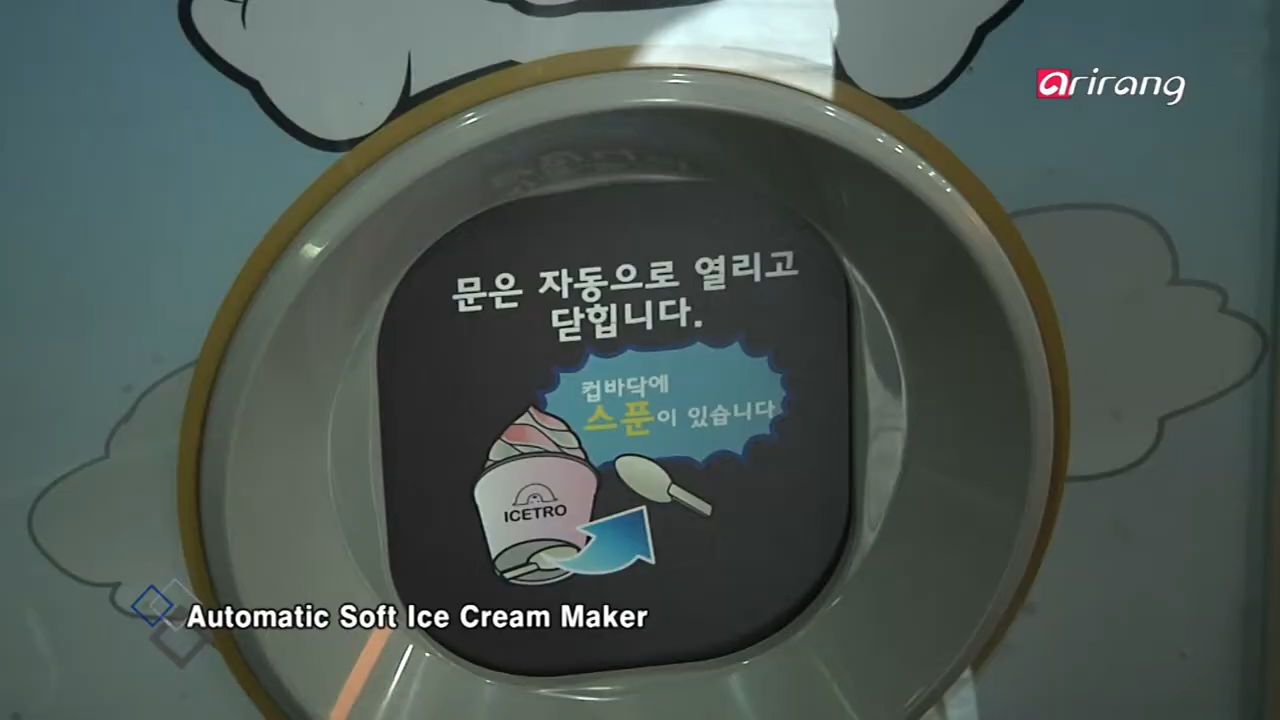 arirang
문은 자동으로 열리고
닫힙니다.
컵바닥에
스푼이 있습니다
ICETRO
Automatic Soft Ice Cream Maker